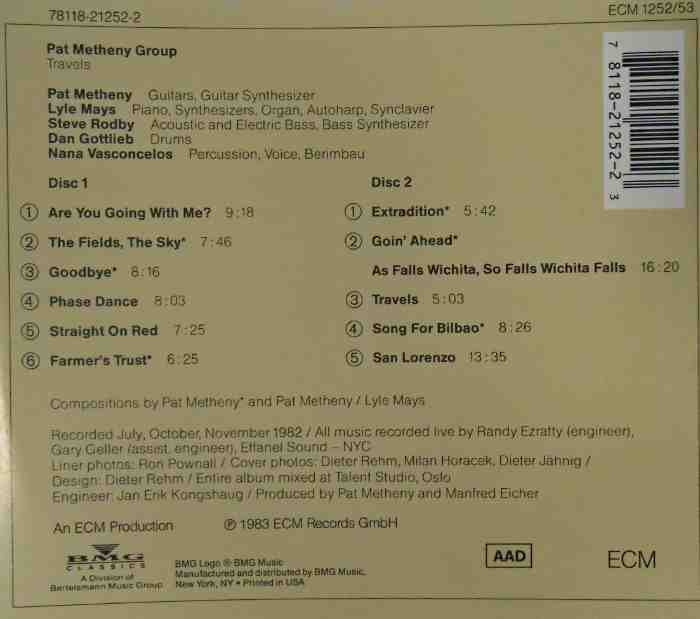 78118-21252-2
ECM 1252/53
Pat Metheny Group
Travels
Pat Metheny Guitars, Guitar Synthesizer
Lyle Mays Piano, Synthesizers, Organ, Autoharp, Synclavier
Steve Rodby Acoustic and Electric Bass, Bass Synthesizer
Dan Gottlieb Drums
Nana Vasconcelos Percussion, Voice, Berimbau
7 78118-21252-2 3
Disc 1
1 Are You Going With Me? 9:18
2 The Fields, The Sky* 7:46
3 Goodbye* 8:16
4 Phase Dance 8:03
5 Straight On Red 7:25
6 Farmer's Trust* 6:25
Disc 2
1 Extradition* 5:42
2 Goin' Ahead*
As Falls Wichita, So Falls Wichita Falls 16:20
3 Travels 5:03
4 Song For Bilbao* 8:26
5 San Lorenzo 13:35
Compositions by Pat Metheny* and Pat Metheny / Lyle Mays
Recorded July, October, November 1982 / All music recorded live by Randy Ezratty (engineer),
Gary Geller (assist. engineer), Effanel Sound – NYC
Liner photos: Ron Pownall / Cover photos: Dieter Rehm, Milan Horacek, Dieter Jähnig /
Design: Dieter Rehm / Entire album mixed at Talent Studio, Oslo
Engineer: Jan Erik Kongshaug / Produced by Pat Metheny and Manfred Eicher
An ECM Production
℗ 1983 ECM Records GmbH
BMG
CLASSICS
A Division of
Bertelsmann Music Group
BMG Logo ® BMG Music
Manufactured and distributed by BMG Music,
New York, NY • Printed in USA
AAD
ECM